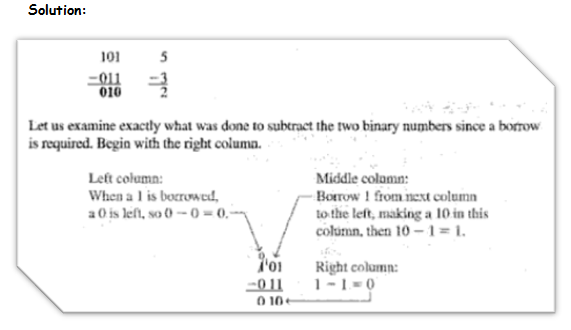 Solution:
101 5
-011 -3
010 2
Let us examine exactly what was done to subtract the two binary numbers since a borrow
is required. Begin with the right column.
Left column:
When a 1 is borrowed,
a 0 is left, so 0 – 0 = 0.
Middle column:
Borrow 1 from next column
to the left, making a 10 in this
column, then 10 – 1 = 1.
0
1'01
-011
010
Right column:
1 – 1 = 0